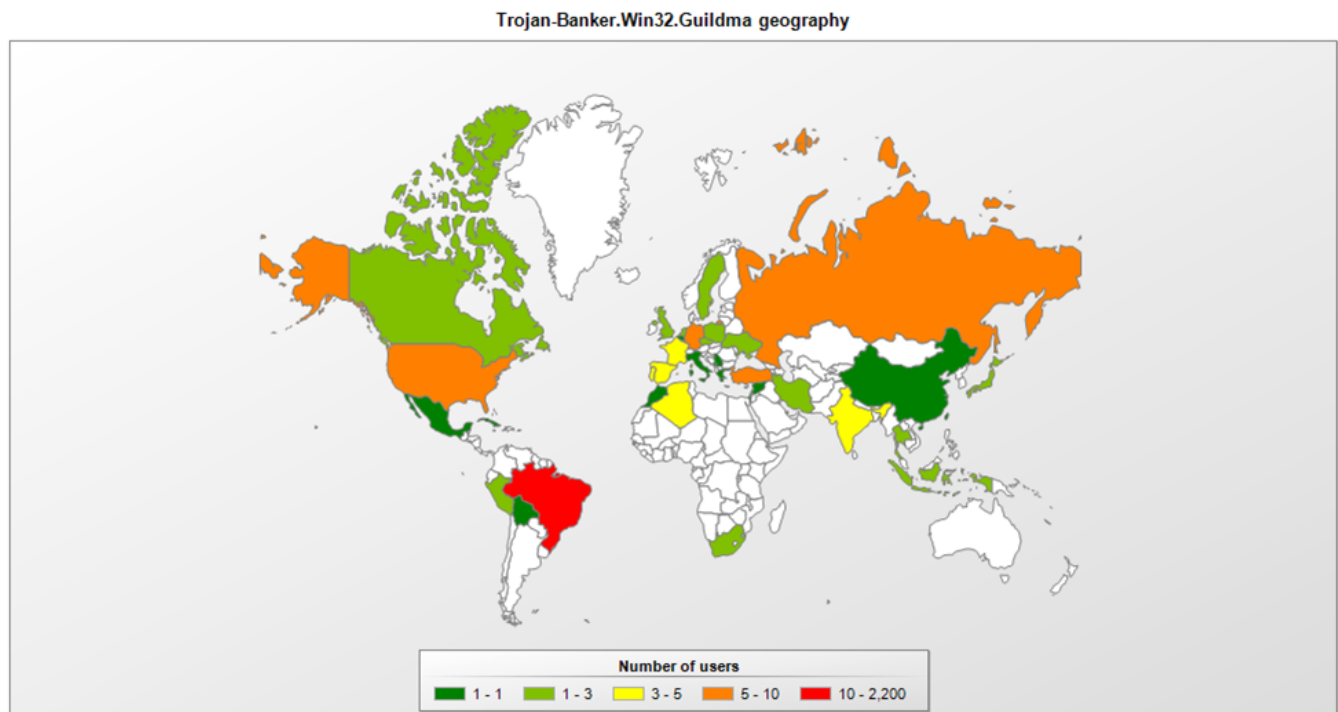 Trojan-Banker.Win32.Guildma geography
Number of users
1 - 1 1 - 3 3 - 5 5 - 10 10 - 2,200